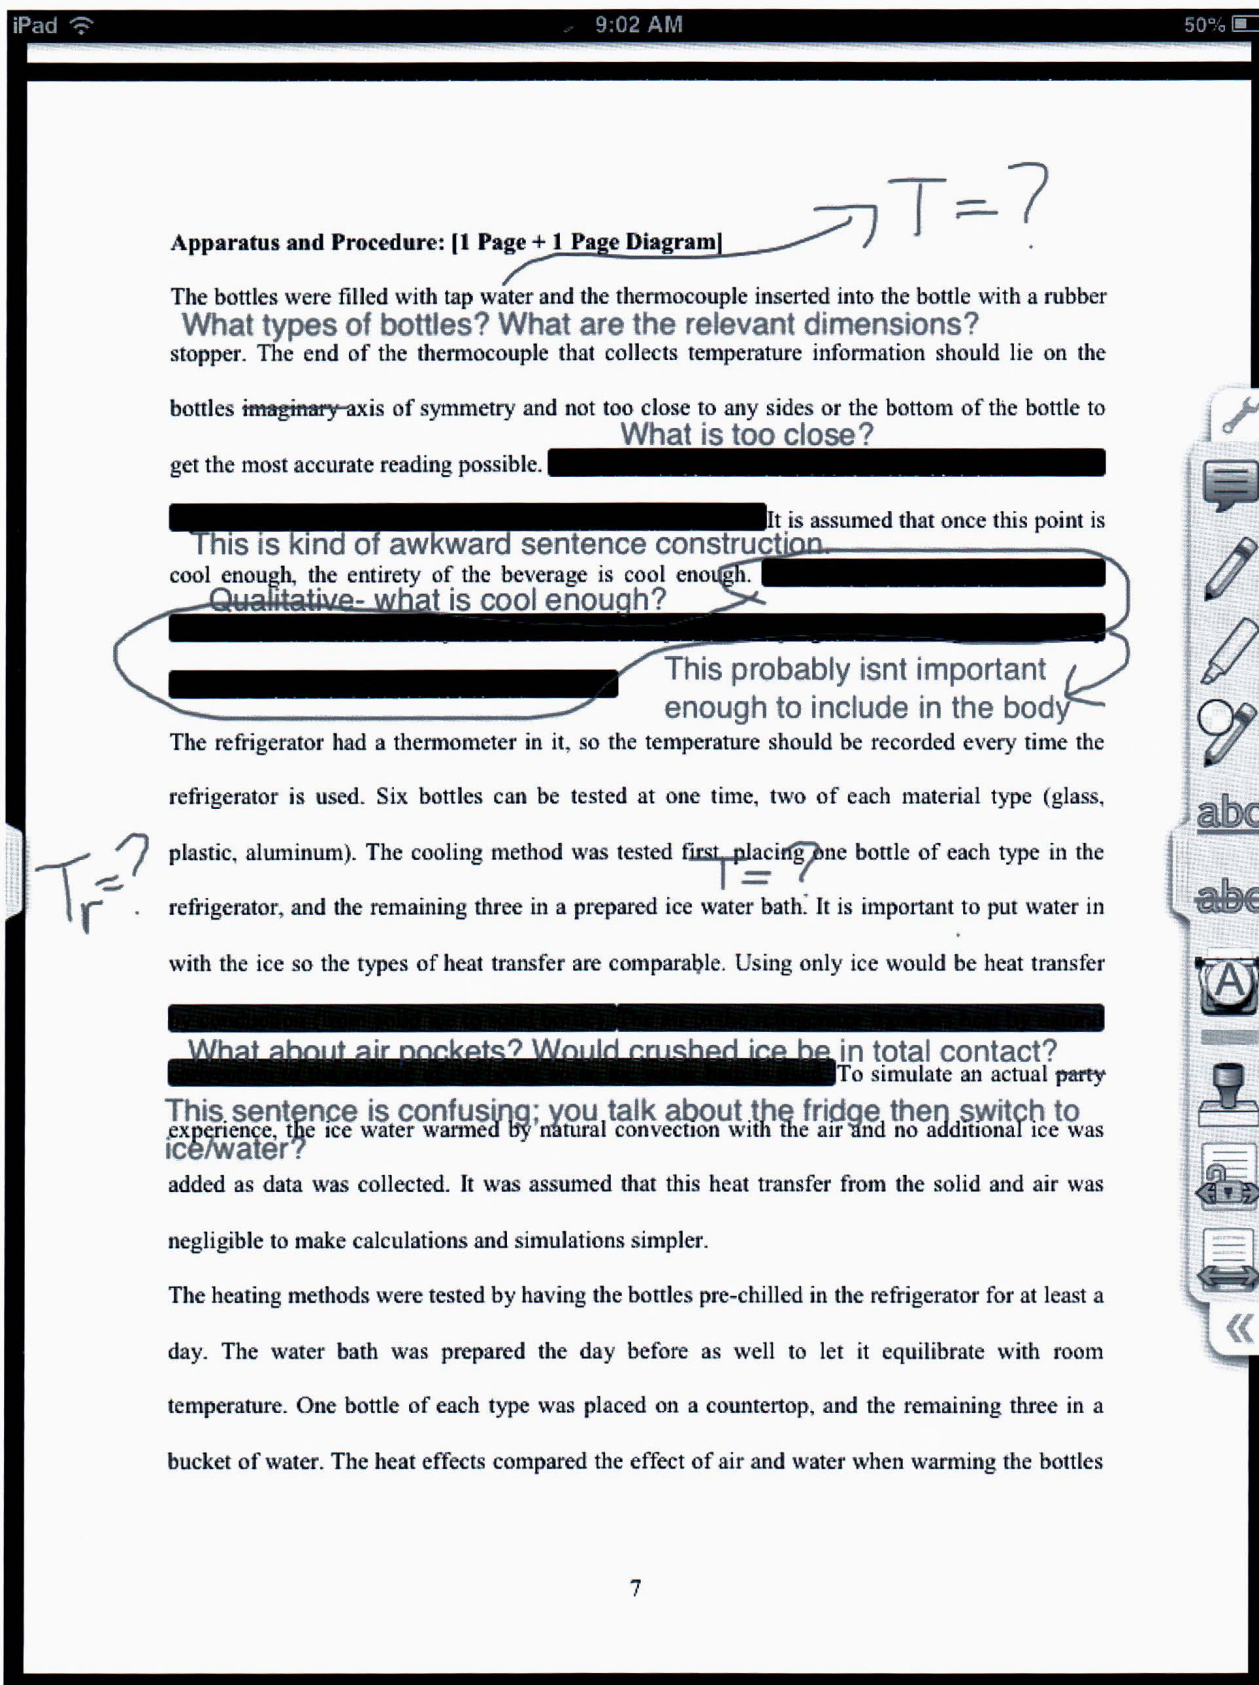 iPad
9:02 AM
50%
T = ?
Apparatus and Procedure: [1 Page + 1 Page Diagram]
The bottles were filled with tap water and the thermocouple inserted into the bottle with a rubber
What types of bottles? What are the relevant dimensions?
stopper. The end of the thermocouple that collects temperature information should lie on the
bottles imaginary axis of symmetry and not too close to any sides or the bottom of the bottle to
What is too close?
get the most accurate reading possible.
It is assumed that once this point is
This is kind of awkward sentence construction.
cool enough, the entirety of the beverage is cool enough.
Qualitative- what is cool enough?
This probably isnt important
enough to include in the body
The refrigerator had a thermometer in it, so the temperature should be recorded every time the
refrigerator is used. Six bottles can be tested at one time, two of each material type (glass,
Tr = ?
plastic, aluminum). The cooling method was tested first placing one bottle of each type in the
T = ?
refrigerator, and the remaining three in a prepared ice water bath. It is important to put water in
with the ice so the types of heat transfer are comparable. Using only ice would be heat transfer
What about air pockets? Would crushed ice be in total contact?
To simulate an actual party
This sentence is confusing; you talk about the fridge then switch to
experience, the ice water warmed by natural convection with the air and no additional ice was
ice/water?
added as data was collected. It was assumed that this heat transfer from the solid and air was
negligible to make calculations and simulations simpler.
The heating methods were tested by having the bottles pre-chilled in the refrigerator for at least a
day. The water bath was prepared the day before as well to let it equilibrate with room
temperature. One bottle of each type was placed on a countertop, and the remaining three in a
bucket of water. The heat effects compared the effect of air and water when warming the bottles
7
abc
abc
A